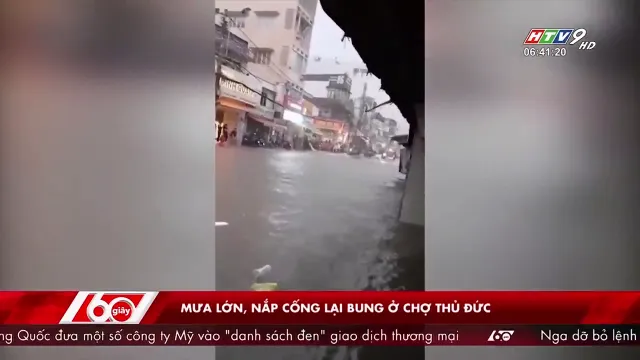 HTV9 HD
06:41:20
60 giây
MƯA LỚN, NẮP CỐNG LẠI BUNG Ở CHỢ THỦ ĐỨC
ng Quốc đưa một số công ty Mỹ vào "danh sách đen" giao dịch thương mại 60 Nga dỡ bỏ lệnh